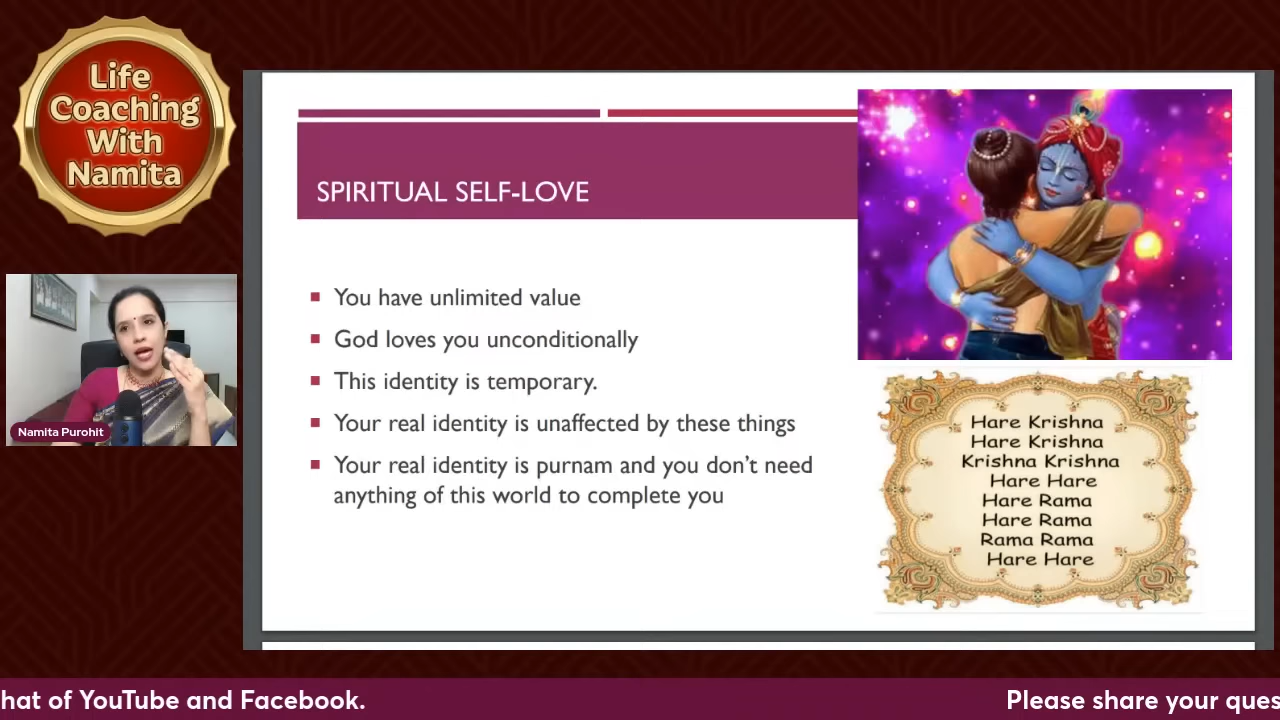 Life
Coaching
With
Namita
SPIRITUAL SELF-LOVE
You have unlimited value
God loves you unconditionally
This identity is temporary.
Your real identity is unaffected by these things
Your real identity is purnam and you don't need
anything of this world to complete you
Hare Krishna
Hare Krishna
Krishna Krishna
Hare Hare
Hare Rama
Hare Rama
Rama Rama
Hare Hare
Namita Purohit
hat of YouTube and Facebook.
Please share your ques